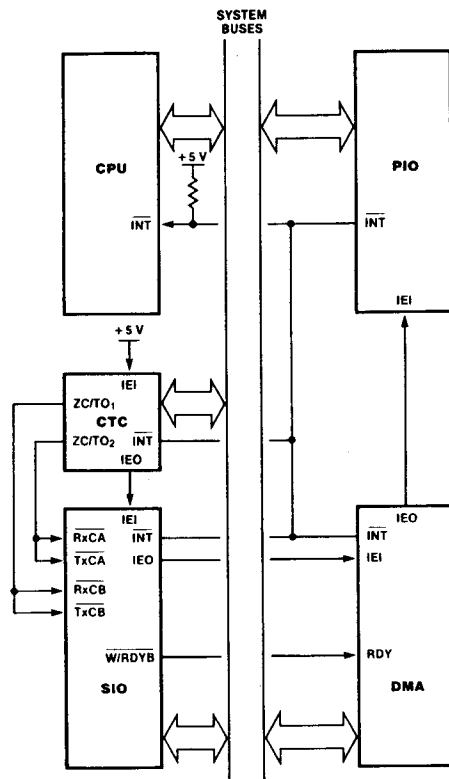 SYSTEM
BUSES
CPU
+5 V
INT
PIO
INT
IEI
+5 V
IEI
ZC/TO1
CTC
ZC/TO2
INT
IEO
IEI
RxCA
INT
TxCA
IEO
RxCB
TxCB
W/RDYB
SIO
IEO
INT
IEI
RDY
DMA